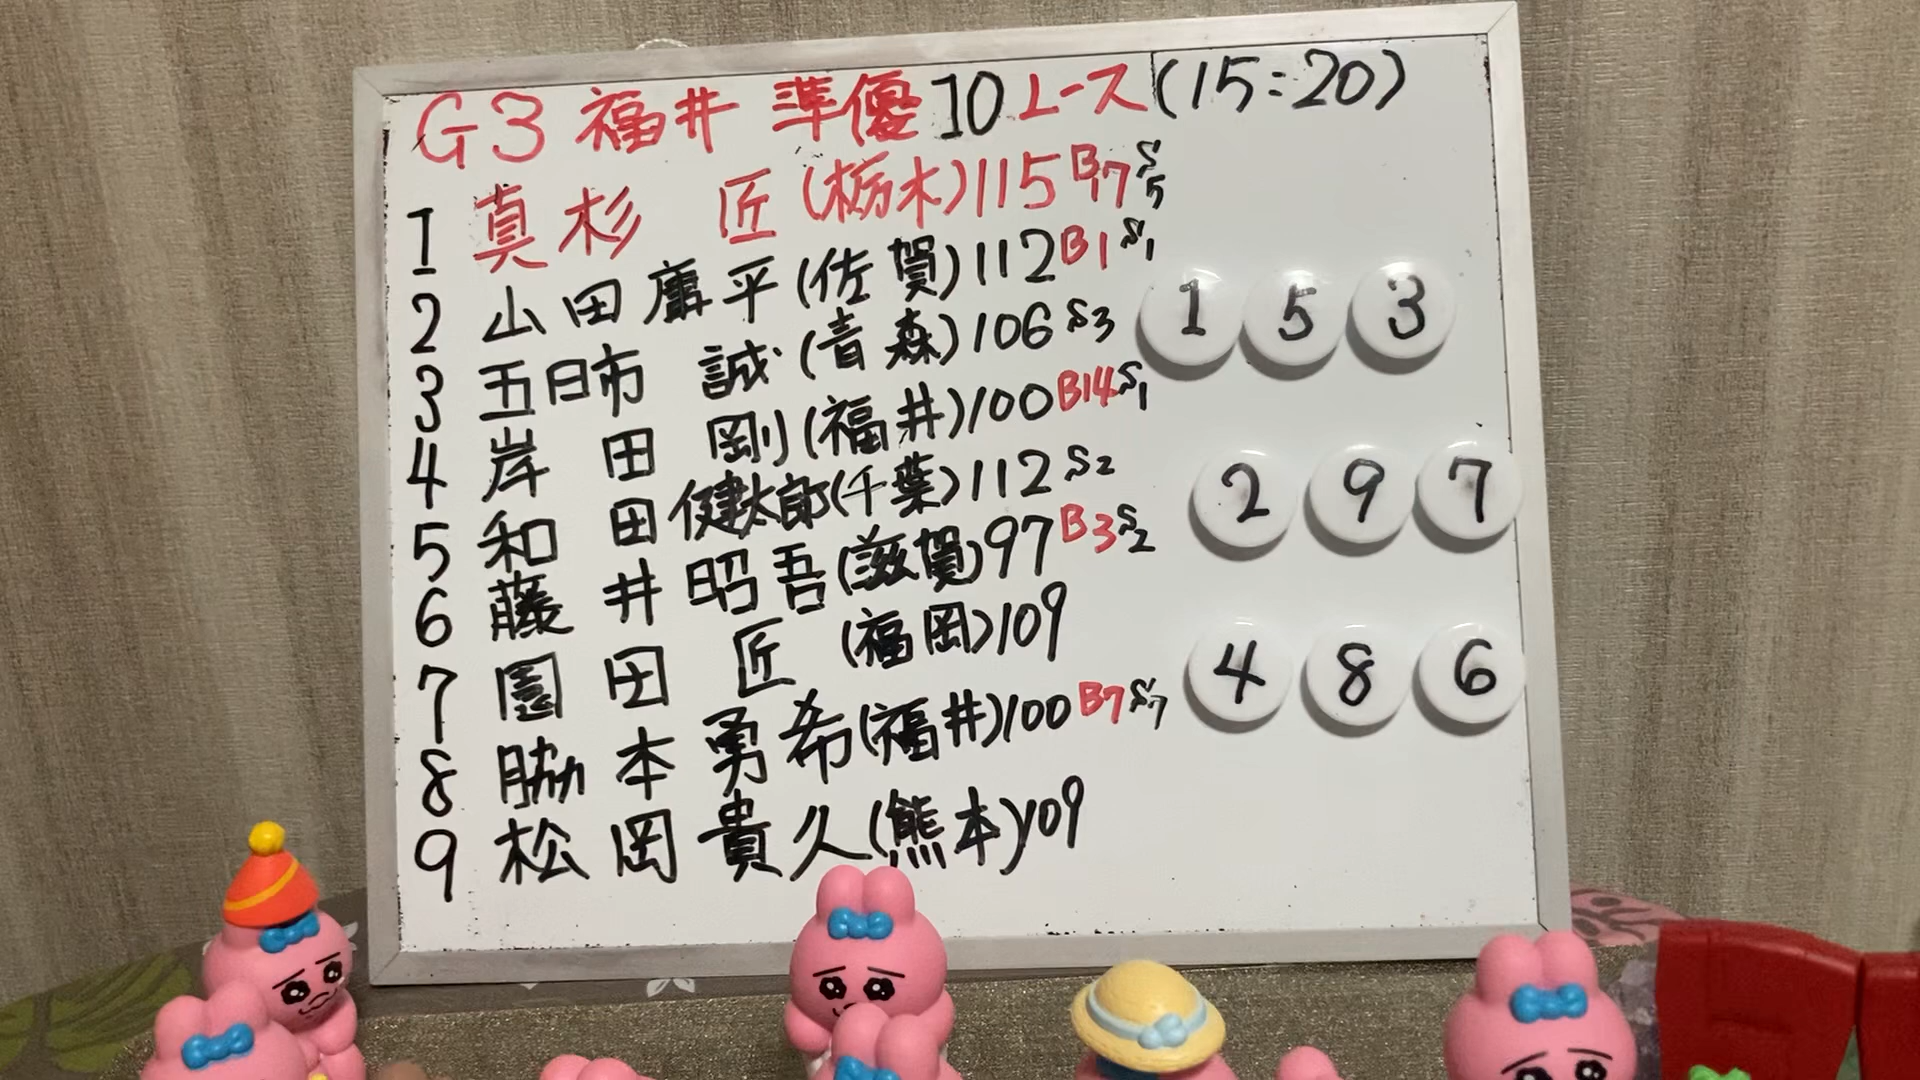 G3 福井 準優10レース(15:20)
1 真杉 匠(栃木)115 B17 S5
2 山田庸平(佐賀)112 B1 S1
3 五日市 誠(青森)106 S3
4 岸田 剛(福井)100 B14 S1
5 和田健太郎(千葉)112 S2
6 藤井昭吾(滋賀)97 B3 S2
7 園田 匠(福岡)109
8 脇本勇希(福井)100 B7 S7
9 松岡貴久(熊本)109
1 5 3
2 9 7
4 8 6